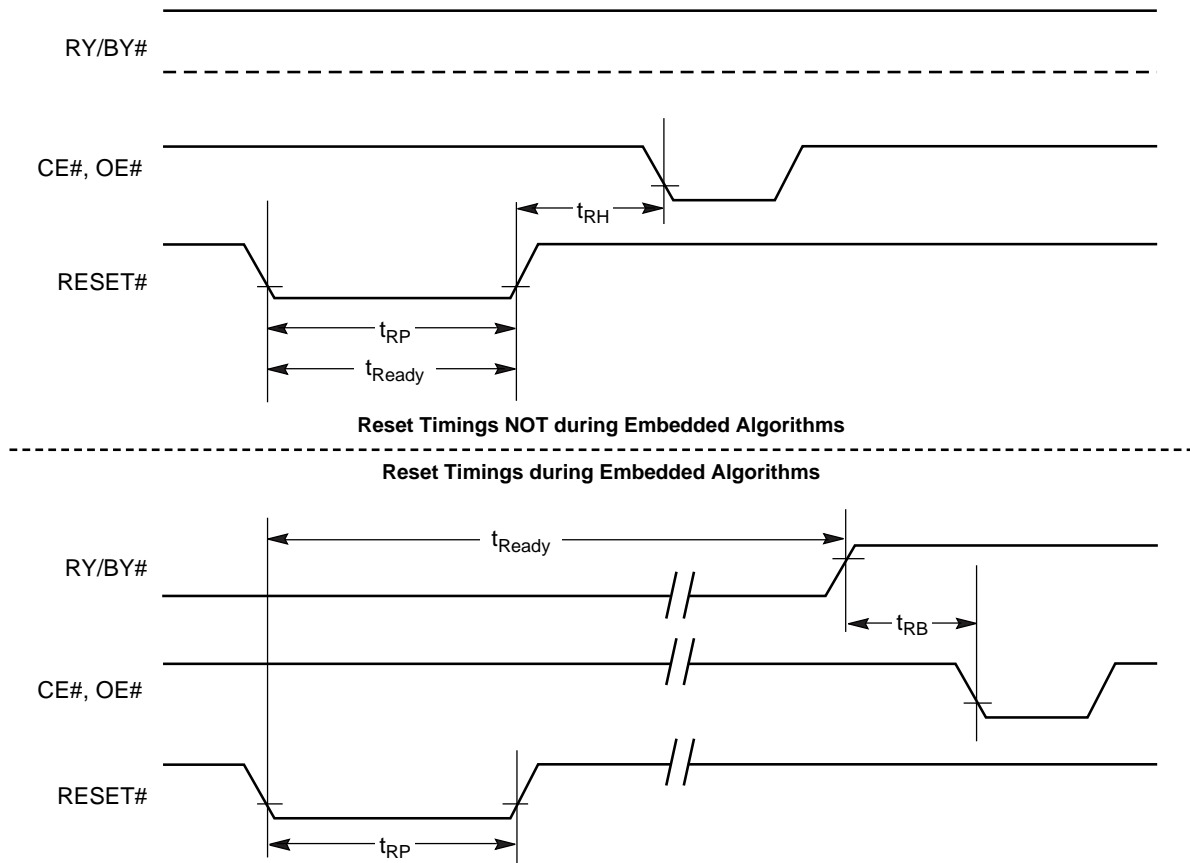 RY/BY#
CE#, OE#
tRH
RESET#
tRP
tReady
Reset Timings NOT during Embedded Algorithms
Reset Timings during Embedded Algorithms
tReady
RY/BY#
tRB
CE#, OE#
RESET#
tRP